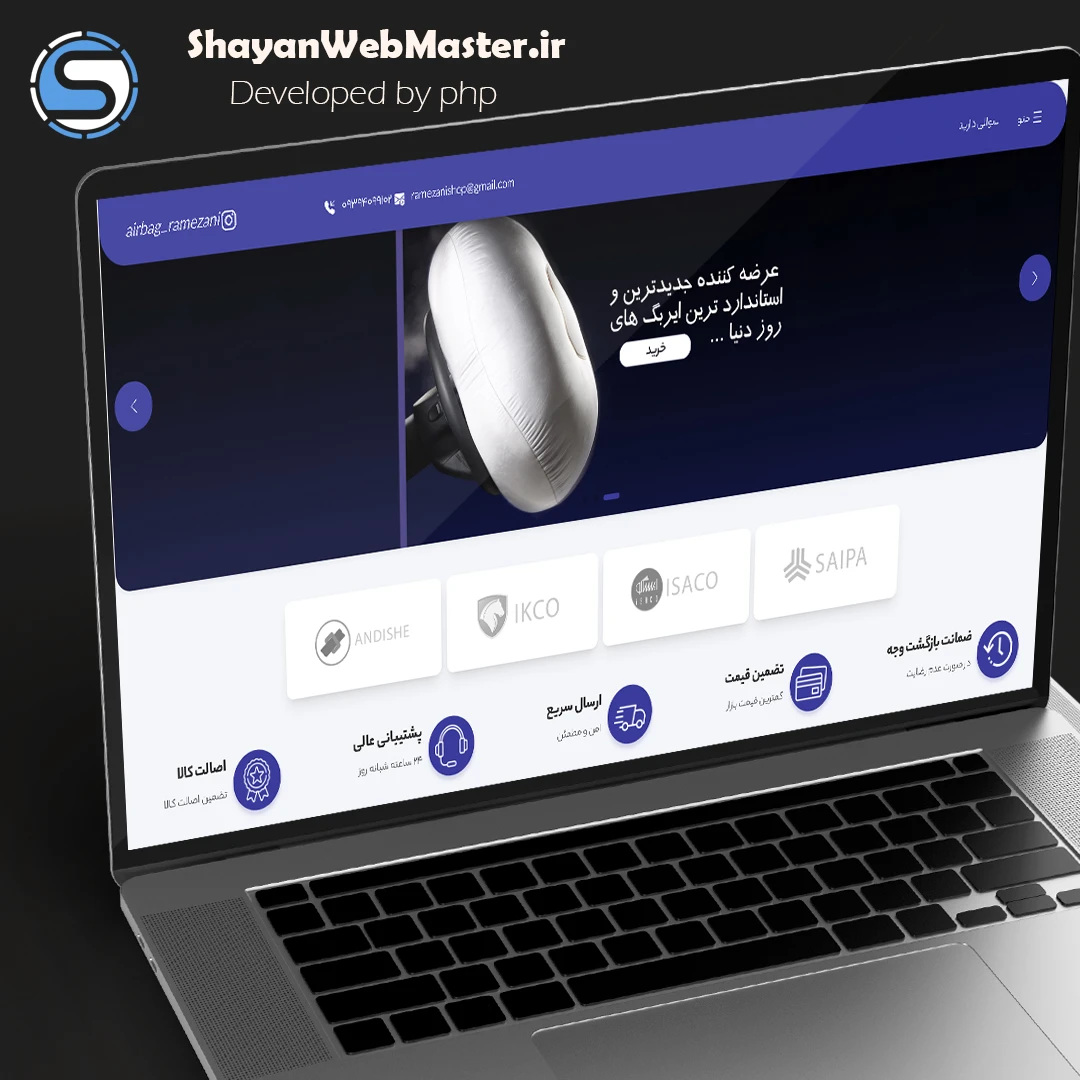 ShayanWebMaster.ir
Developed by php
منو
سوالی دارید
ramezanishop@gmail.com
airbag_ramezani
عرضه کننده جدیدترین و
استاندارد ترین ایربگ های
روز دنیا ...
خرید
SAIPA
ISACO
IKCO
ANDISHE
ضمانت بازگشت وجه
در صورت عدم رضایت
تضمین قیمت
کمترین قیمت بازار
ارسال سریع
امن و مطمئن
پشتیبانی عالی
۲۴ ساعته شبانه روز
اصالت کالا
تضمین اصالت کالا